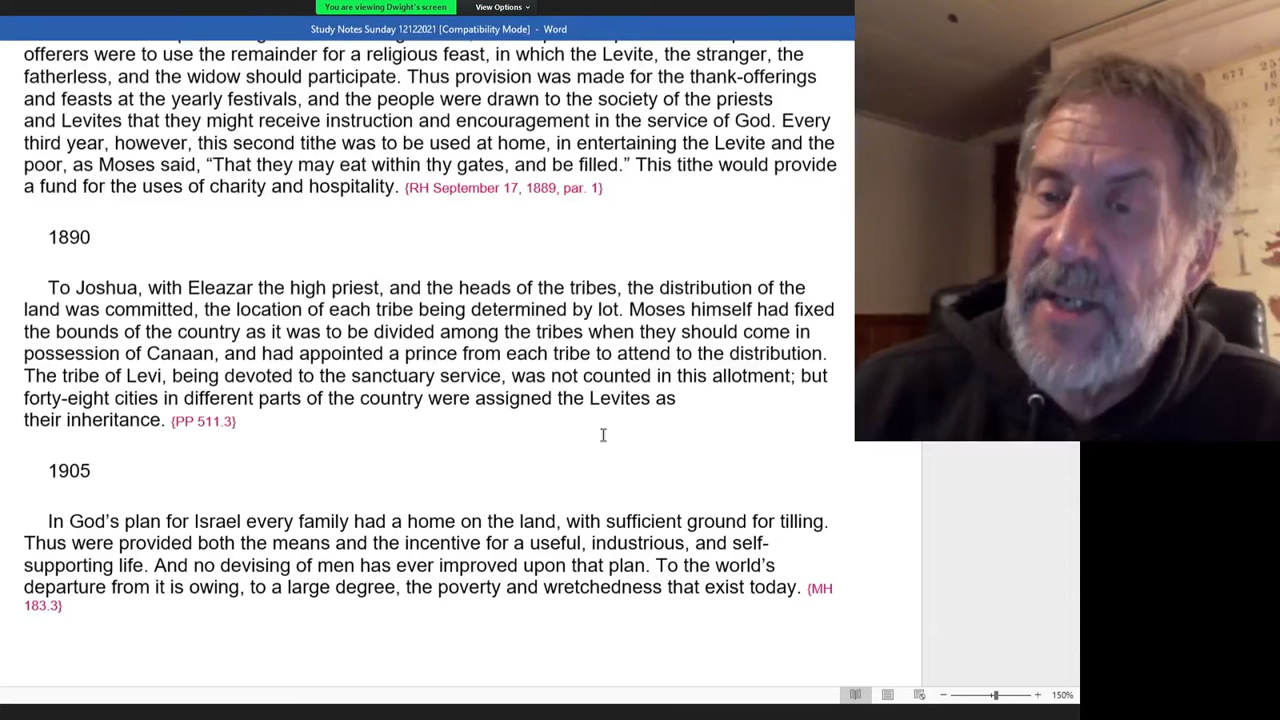 You are viewing Dwight's screen
View Options
Study Notes Sunday 12122021 [Compatibility Mode] - Word
offerers were to use the remainder for a religious feast, in which the Levite, the stranger, the
fatherless, and the widow should participate. Thus provision was made for the thank-offerings
and feasts at the yearly festivals, and the people were drawn to the society of the priests
and Levites that they might receive instruction and encouragement in the service of God. Every
third year, however, this second tithe was to be used at home, in entertaining the Levite and the
poor, as Moses said, “That they may eat within thy gates, and be filled.” This tithe would provide
a fund for the uses of charity and hospitality. {RH September 17, 1889, par. 1}
1890
To Joshua, with Eleazar the high priest, and the heads of the tribes, the distribution of the
land was committed, the location of each tribe being determined by lot. Moses himself had fixed
the bounds of the country as it was to be divided among the tribes when they should come in
possession of Canaan, and had appointed a prince from each tribe to attend to the distribution.
The tribe of Levi, being devoted to the sanctuary service, was not counted in this allotment; but
forty-eight cities in different parts of the country were assigned the Levites as
their inheritance. {PP 511.3}
1905
In God’s plan for Israel every family had a home on the land, with sufficient ground for tilling.
Thus were provided both the means and the incentive for a useful, industrious, and self-
supporting life. And no devising of men has ever improved upon that plan. To the world’s
departure from it is owing, to a large degree, the poverty and wretchedness that exist today. {MH
183.3}
150%
677